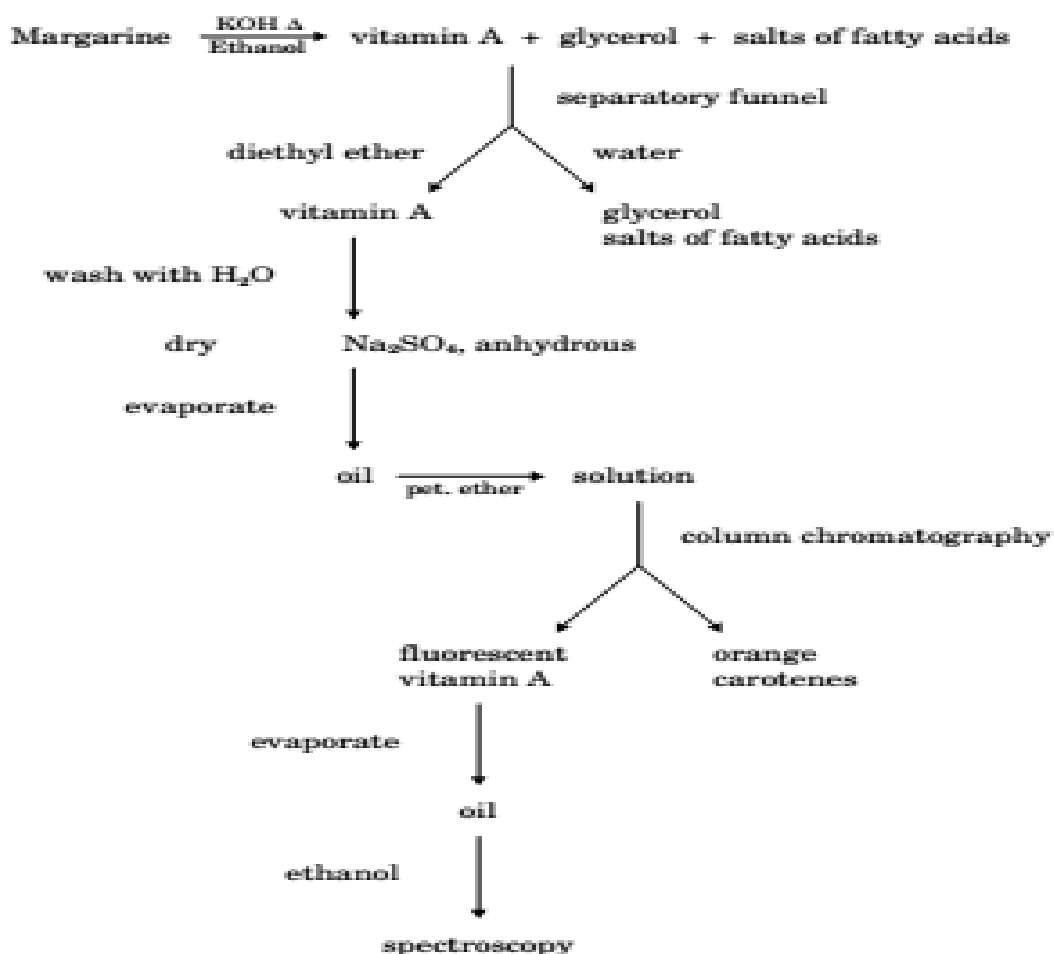 KOH Δ
Margarine Ethanol vitamin A + glycerol + salts of fatty acids
separatory funnel
diethyl ether water
vitamin A glycerol
salts of fatty acids
wash with H₂O
dry Na₂SO₄, anhydrous
evaporate
oil pet. ether solution
column chromatography
fluorescent orange
vitamin A carotenes
evaporate
oil
ethanol
spectroscopy